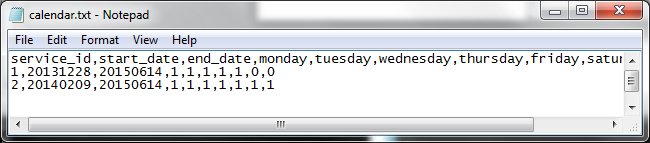 calendar.txt - Notepad
File Edit Format View Help
service_id,start_date,end_date,monday,tuesday,wednesday,thursday,friday,satur
1,20131228,20150614,1,1,1,1,1,0,0
2,20140209,20150614,1,1,1,1,1,1,1